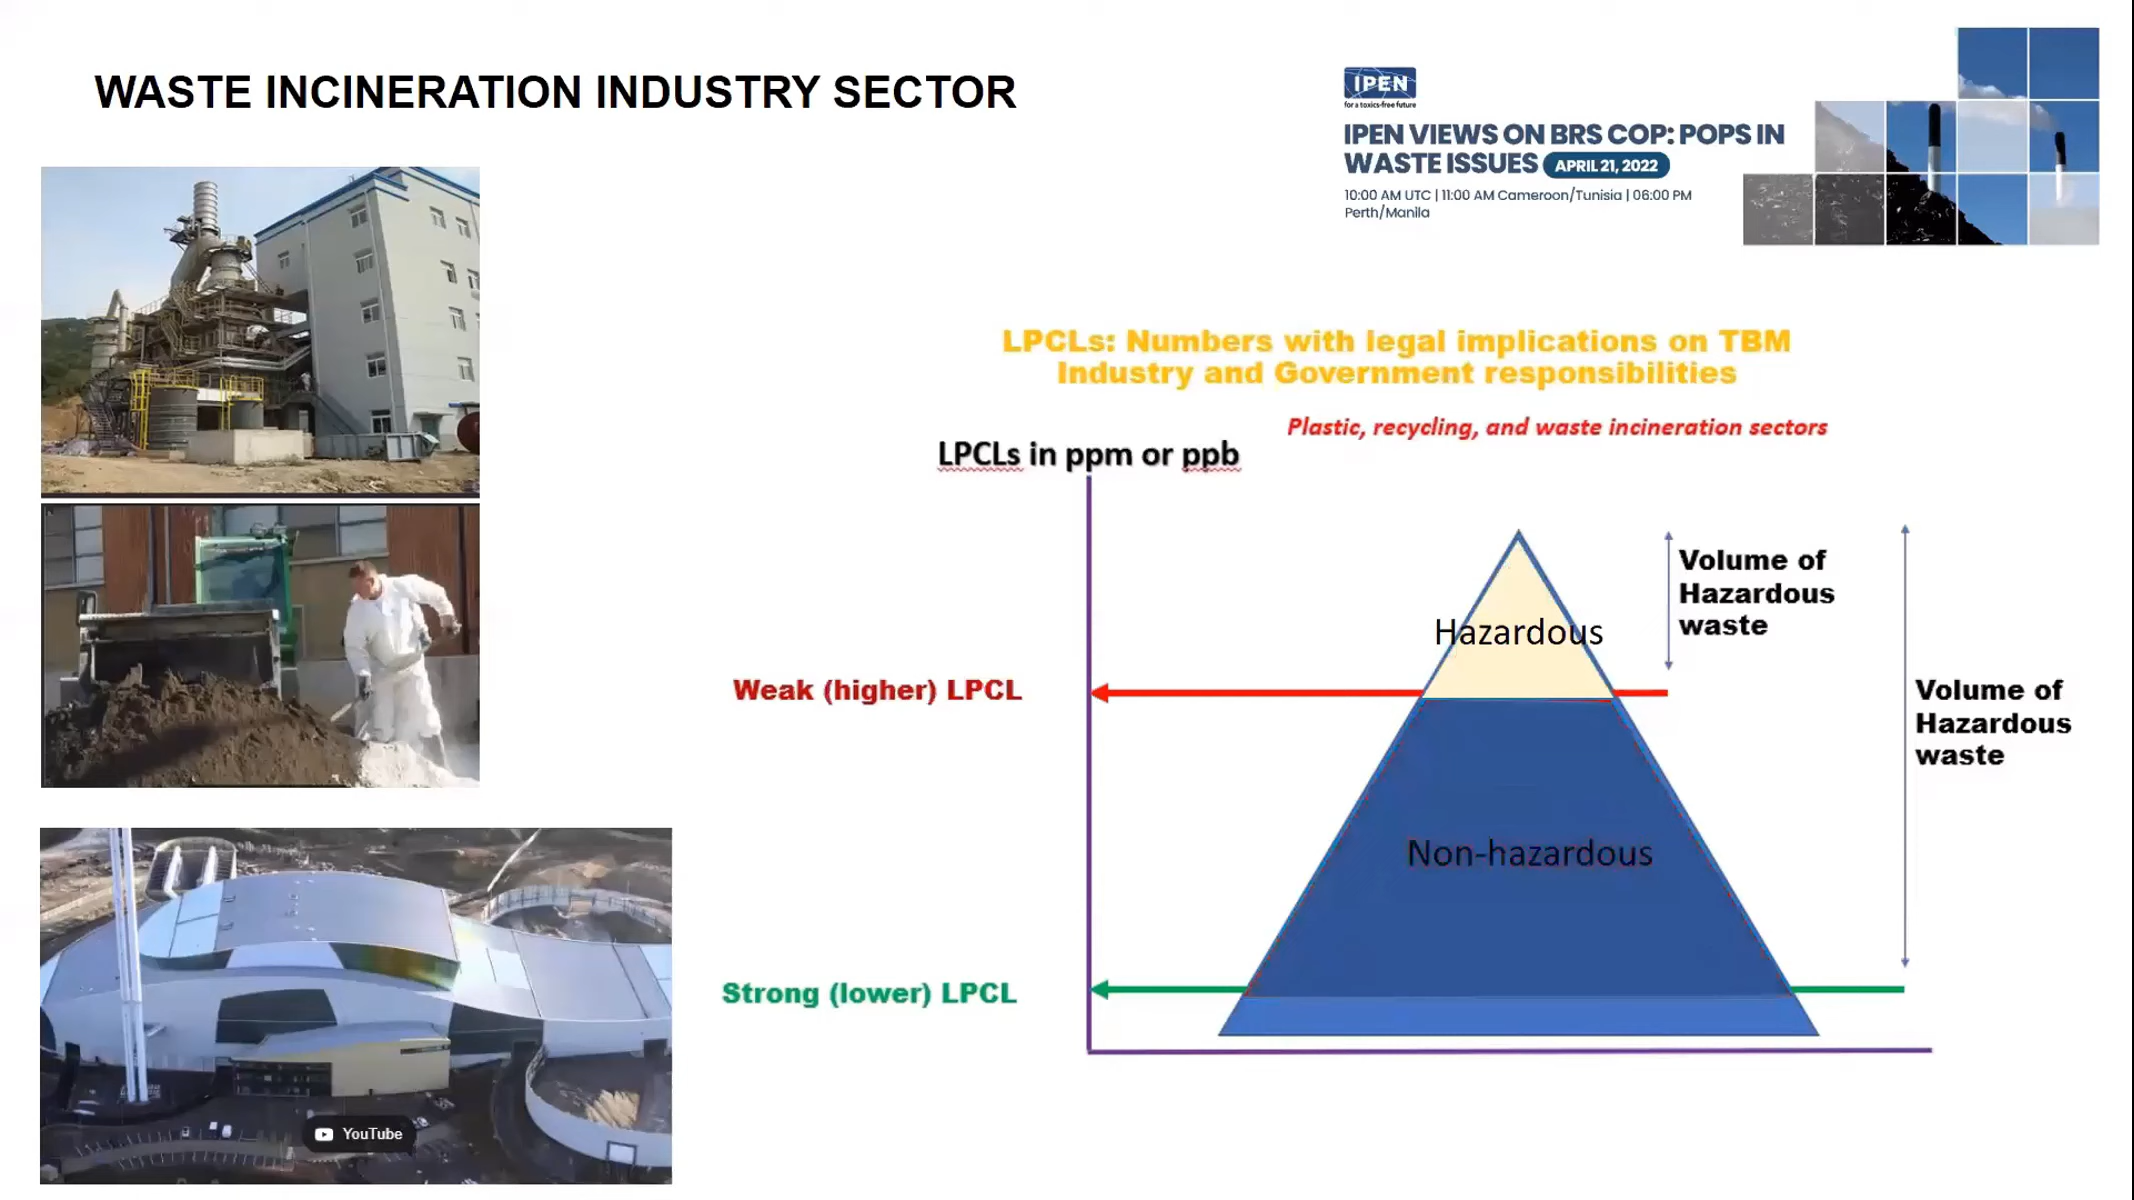 WASTE INCINERATION INDUSTRY SECTOR
IPEN
for a toxics-free future
IPEN VIEWS ON BRS COP: POPS IN
WASTE ISSUES APRIL 21, 2022
10:00 AM UTC | 11:00 AM Cameroon/Tunisia | 06:00 PM
Perth/Manila
LPCLs: Numbers with legal implications on TBM
Industry and Government responsibilities
Plastic, recycling, and waste incineration sectors
LPCLs in ppm or ppb
Volume of
Hazardous
waste
Hazardous
Weak (higher) LPCL
Volume of
Hazardous
waste
Non-hazardous
Strong (lower) LPCL
YouTube